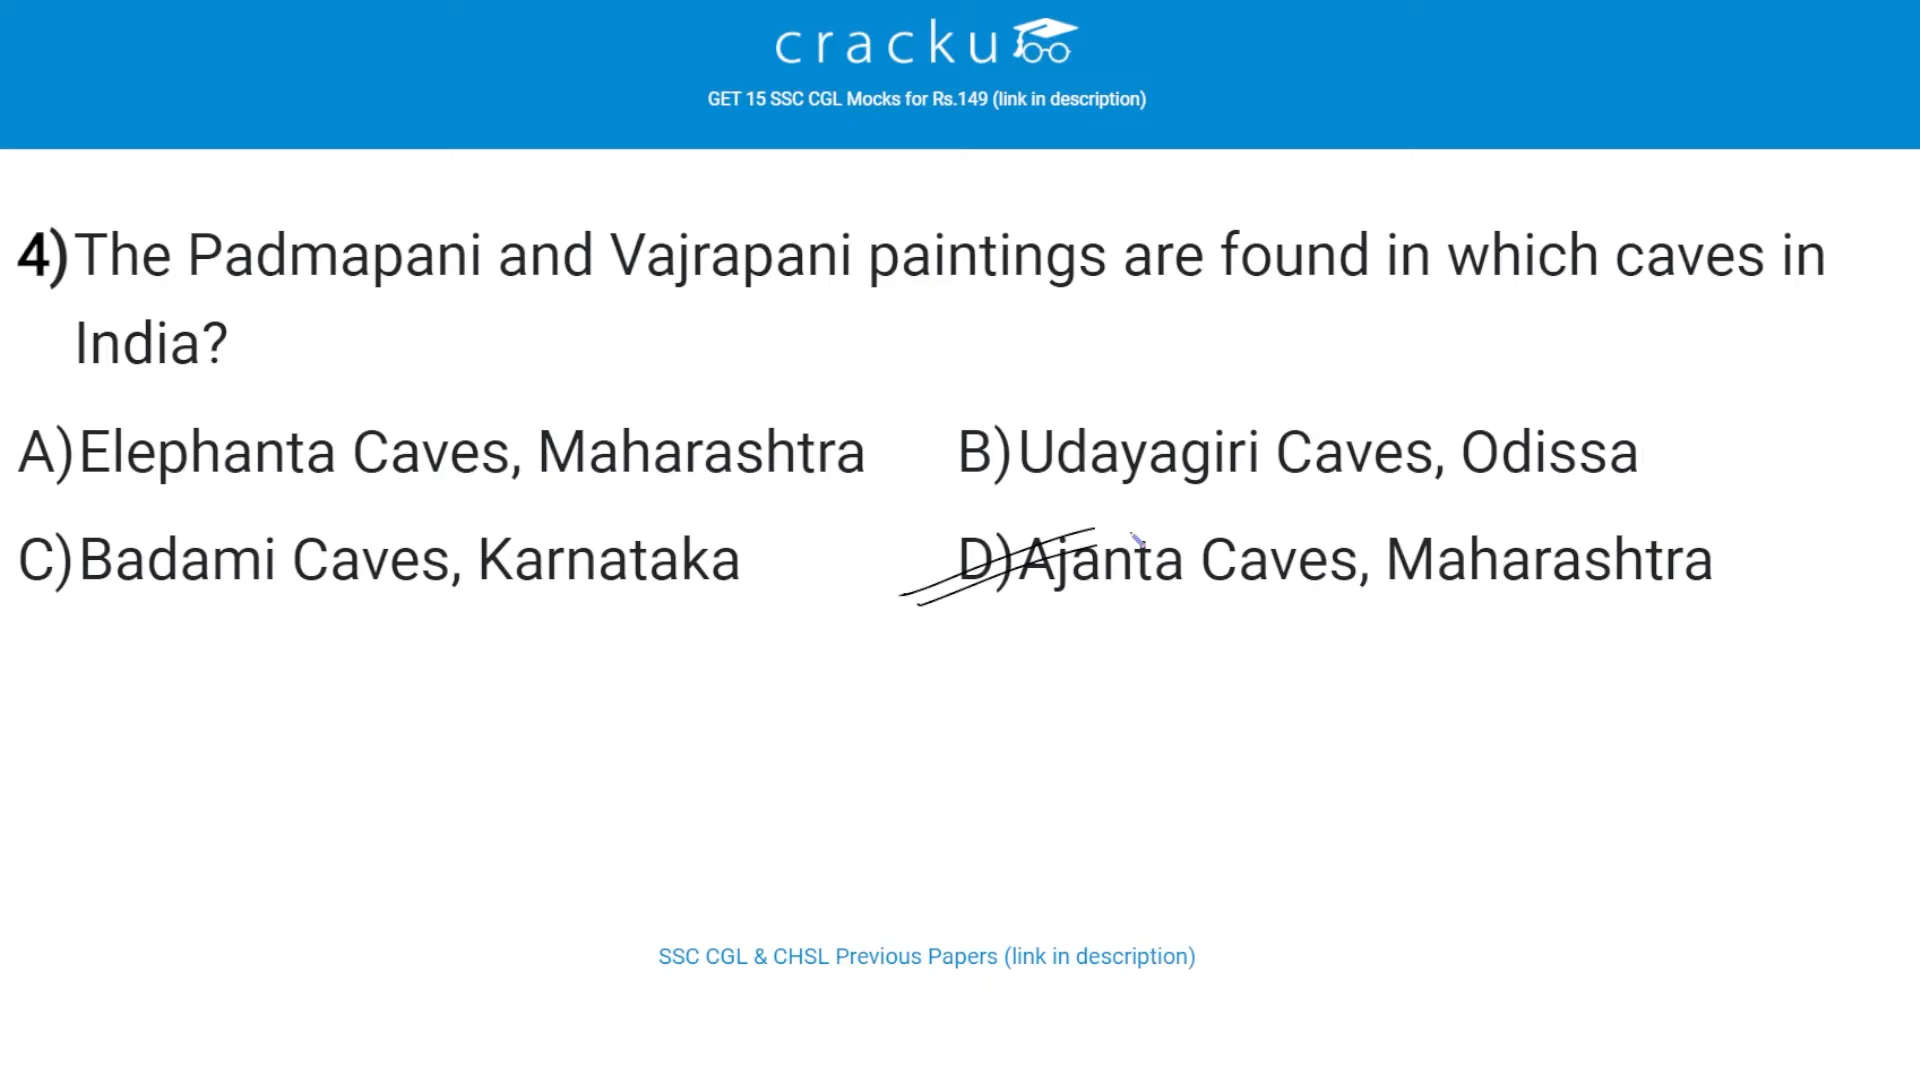 cracku
GET 15 SSC CGL Mocks for Rs.149 (link in description)
4) The Padmapani and Vajrapani paintings are found in which caves in
India?
A) Elephanta Caves, Maharashtra B) Udayagiri Caves, Odissa
C) Badami Caves, Karnataka D) Ajanta Caves, Maharashtra
SSC CGL & CHSL Previous Papers (link in description)